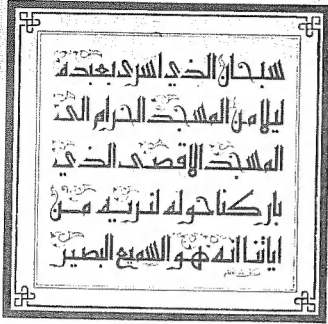 سبحان الذي اسرى بعبده
ليلا من المسجد الحرام الى
المسجد الاقصى الذي
باركنا حوله لنريه من
اياتنا انه هو السميع البصير